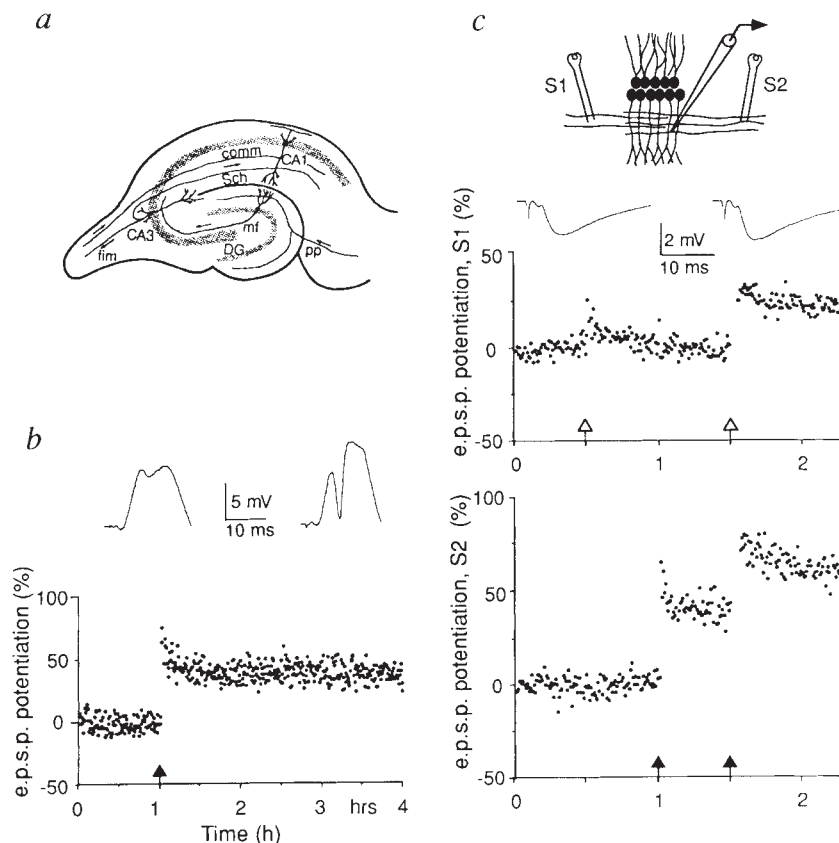 a
comm
CA1
Sch
CA3
mf
fim
DG
pp
b
5 mV
10 ms
e.p.s.p. potentiation (%)
100
50
0
-50
0
1
2
3
hrs
4
Time (h)
c
S1
S2
2 mV
10 ms
e.p.s.p. potentiation, S1 (%)
50
0
-50
0
1
2
e.p.s.p. potentiation, S2 (%)
100
50
0
-50
0
1
2